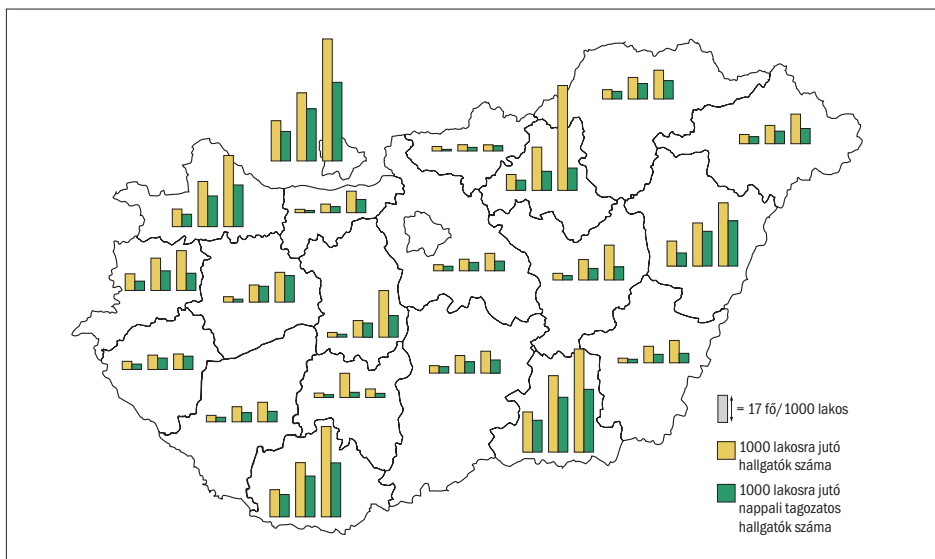 = 17 fő/1000 lakos
1000 lakosra jutó
hallgatók száma
1000 lakosra jutó
nappali tagozatos
hallgatók száma